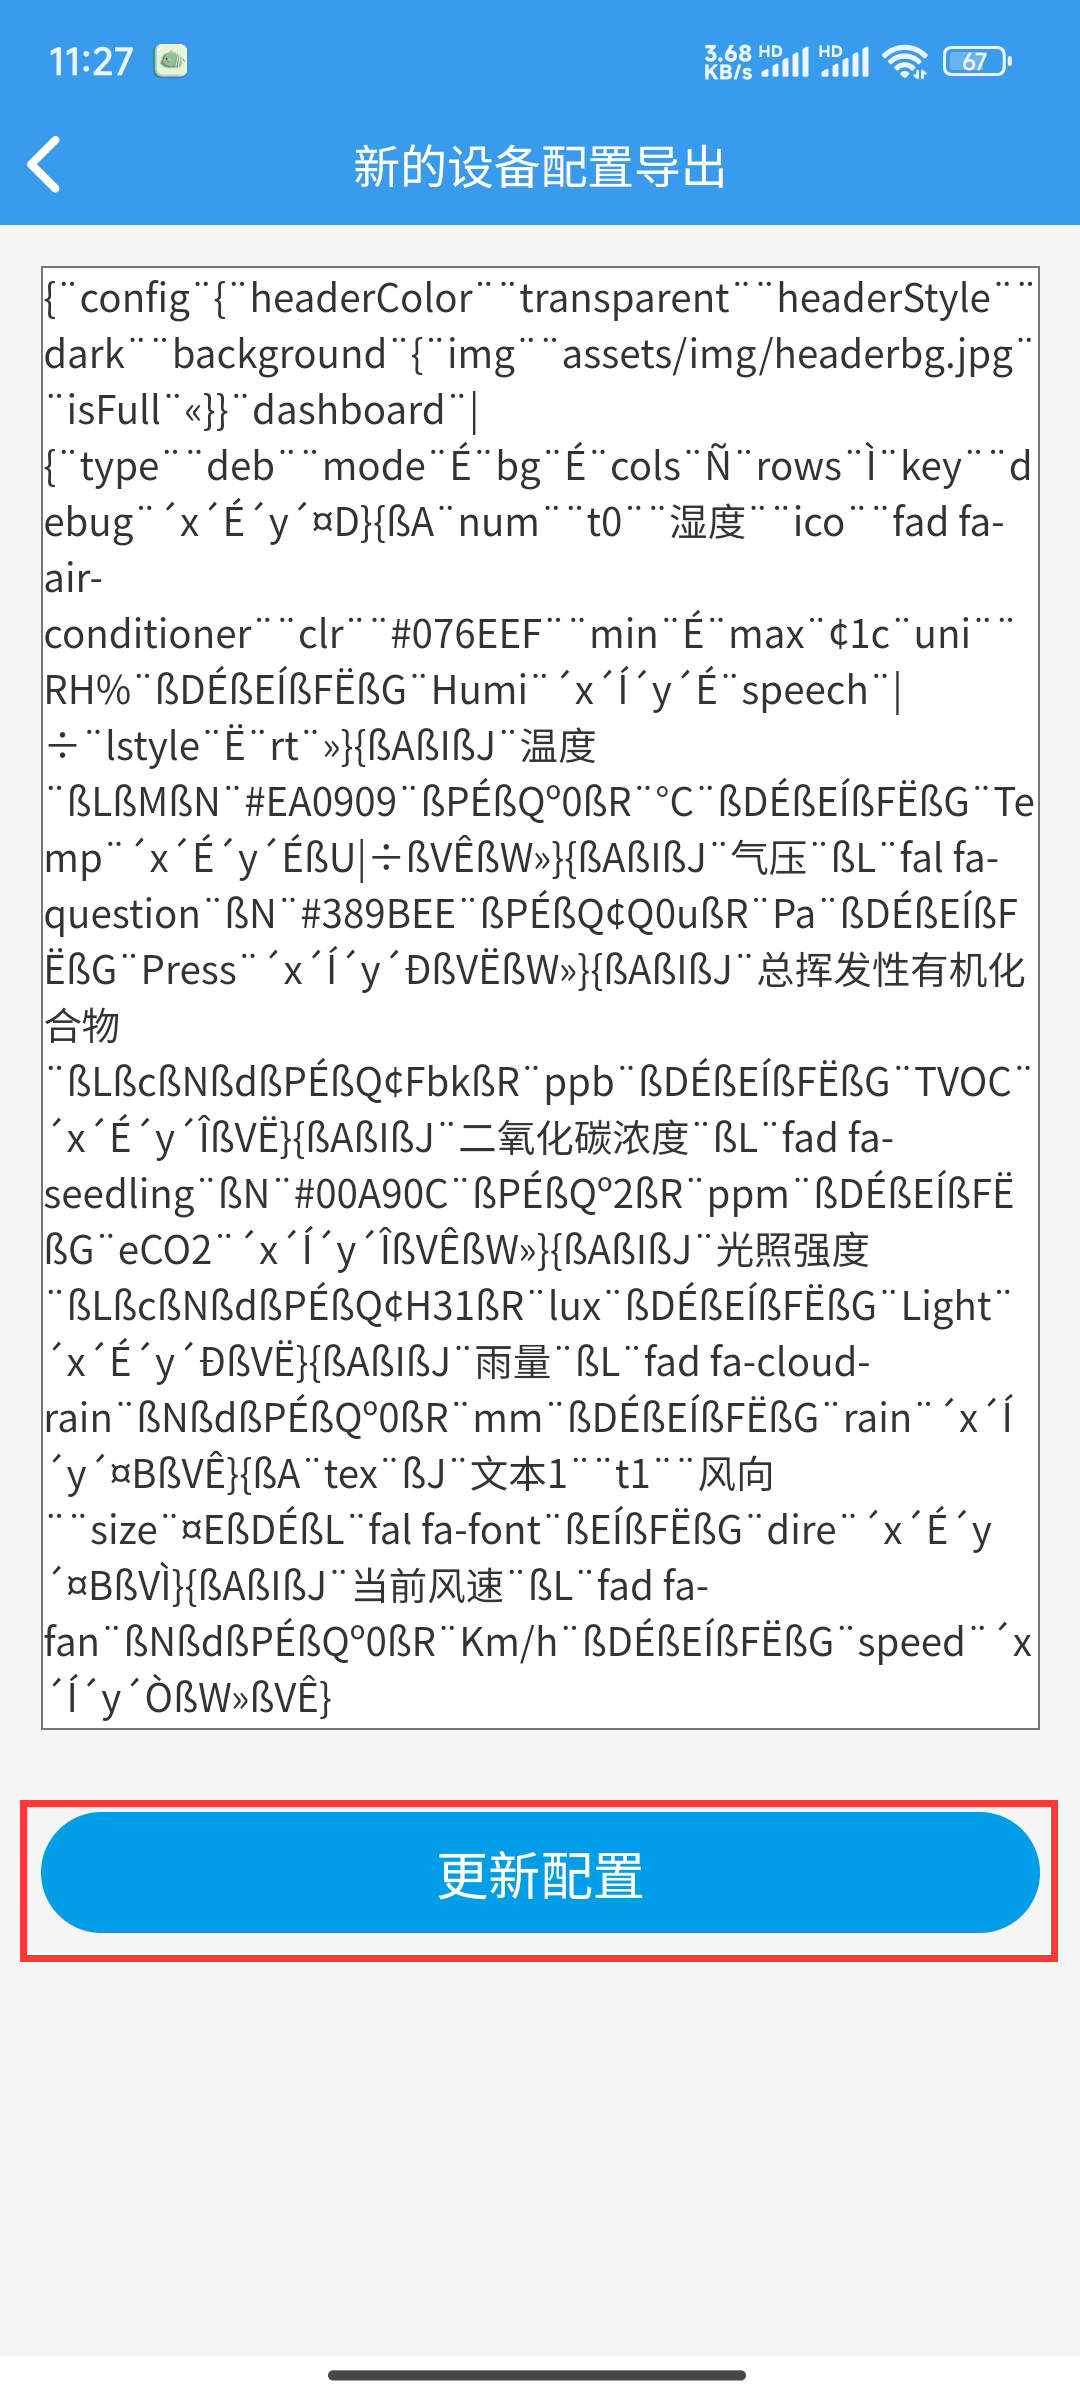 11:27
3.68 KB/s HD HD 67
新的设备配置导出
{¨config¨{¨headerColor¨¨transparent¨¨headerStyle¨¨
dark¨¨background¨{¨img¨¨assets/img/headerbg.jpg¨
¨isFull¨«}}¨dashboard¨|
{¨type¨¨deb¨¨mode¨É¨bg¨É¨cols¨Ñ¨rows¨Ì¨key¨¨d
ebug¨´x´É´y´¤D}{ßA¨num¨¨t0¨¨湿度¨¨ico¨¨fad fa-
air-
conditioner¨¨clr¨¨#076EEF¨¨min¨É¨max¨¢1c¨uni¨¨
RH%¨ßDÉßEÍßFËßG¨Humi¨´x´Í´y´É¨speech¨|
÷¨lstyle¨Ë¨rt¨»}{ßAßIßJ¨温度
¨ßLßMßN¨#EA0909¨ßPÉßQº0ßR¨°C¨ßDÉßEÍßFËßG¨Te
mp¨´x´É´y´ÉßU|÷ßVÊßW»}{ßAßIßJ¨气压¨ßL¨fal fa-
question¨ßN¨#389BEE¨ßPÉßQ¢Q0ußR¨Pa¨ßDÉßEÍßF
ËßG¨Press¨´x´Í´y´ÐßVËßW»}{ßAßIßJ¨总挥发性有机化
合物
¨ßLßcßNßdßPÉßQ¢FbkßR¨ppb¨ßDÉßEÍßFËßG¨TVOC¨
´x´É´y´ÎßVË}{ßAßIßJ¨二氧化碳浓度¨ßL¨fad fa-
seedling¨ßN¨#00A90C¨ßPÉßQº2ßR¨ppm¨ßDÉßEÍßFË
ßG¨eCO2¨´x´Í´y´ÎßVÊßW»}{ßAßIßJ¨光照强度
¨ßLßcßNßdßPÉßQ¢H31ßR¨lux¨ßDÉßEÍßFËßG¨Light¨
´x´É´y´ÐßVË}{ßAßIßJ¨雨量¨ßL¨fad fa-cloud-
rain¨ßNßdßPÉßQº0ßR¨mm¨ßDÉßEÍßFËßG¨rain¨´x´Í
´y´¤BßVÊ}{ßA¨tex¨ßJ¨文本1¨¨t1¨¨风向
¨¨size¨¤EßDÉßL¨fal fa-font¨ßEÍßFËßG¨dire¨´x´É´y
´¤BßVÌ}{ßAßIßJ¨当前风速¨ßL¨fad fa-
fan¨ßNßdßPÉßQº0ßR¨Km/h¨ßDÉßEÍßFËßG¨speed¨´x
´Í´y´ÒßW»ßVÊ}
更新配置